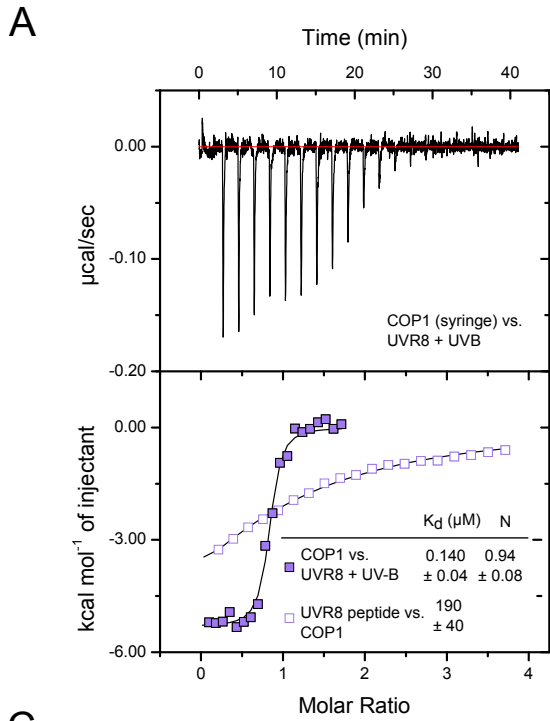 A
Time (min)
0 10 20 30 40
0.00
-0.10
-0.20
µcal/sec
COP1 (syringe) vs.
UVR8 + UVB
0.00
-3.00
-6.00
kcal mol⁻¹ of injectant
Kd (µM) N
COP1 vs. 0.140 0.94
UVR8 + UV-B ± 0.04 ± 0.08
UVR8 peptide vs. 190
COP1 ± 40
0 1 2 3 4
Molar Ratio